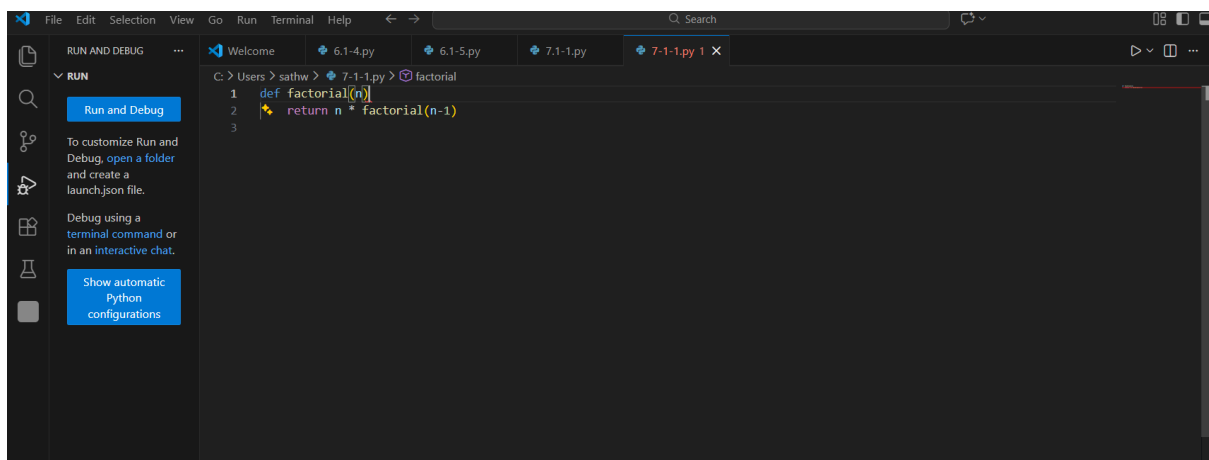 File Edit Selection View Go Run Terminal Help ← → Search
RUN AND DEBUG ...
Welcome 6.1-4.py 6.1-5.py 7.1-1.py 7-1-1.py 1 ×
RUN
C: > Users > sathw > 7-1-1.py > factorial
1 def factorial(n)
2 return n * factorial(n-1)
3
Run and Debug
To customize Run and
Debug, open a folder
and create a
launch.json file.
Debug using a
terminal command or
in an interactive chat.
Show automatic
Python
configurations